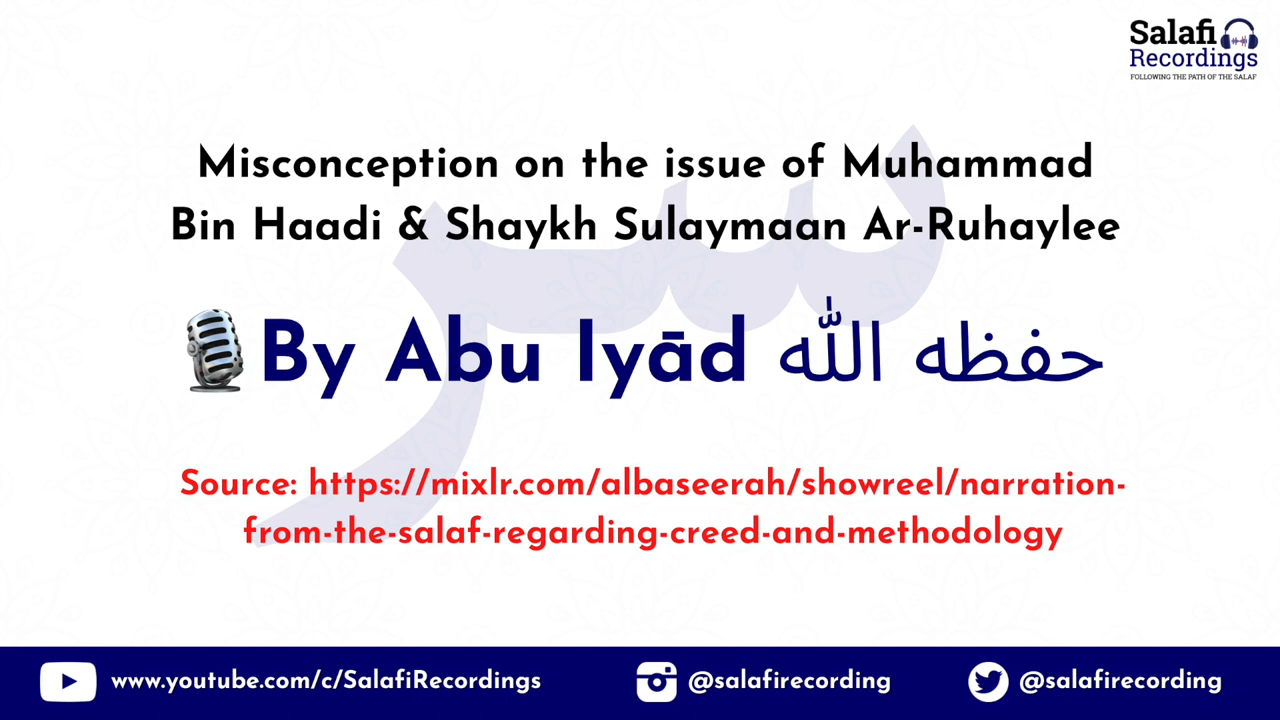 Salafi
Recordings
FOLLOWING THE PATH OF THE SALAF
Misconception on the issue of Muhammad
Bin Haadi & Shaykh Sulaymaan Ar-Ruhaylee
By Abu Iyād حفظه الله
Source: https://mixlr.com/albaseerah/showreel/narration-
from-the-salaf-regarding-creed-and-methodology
www.youtube.com/c/SalafiRecordings
@salafirecording
@salafirecording